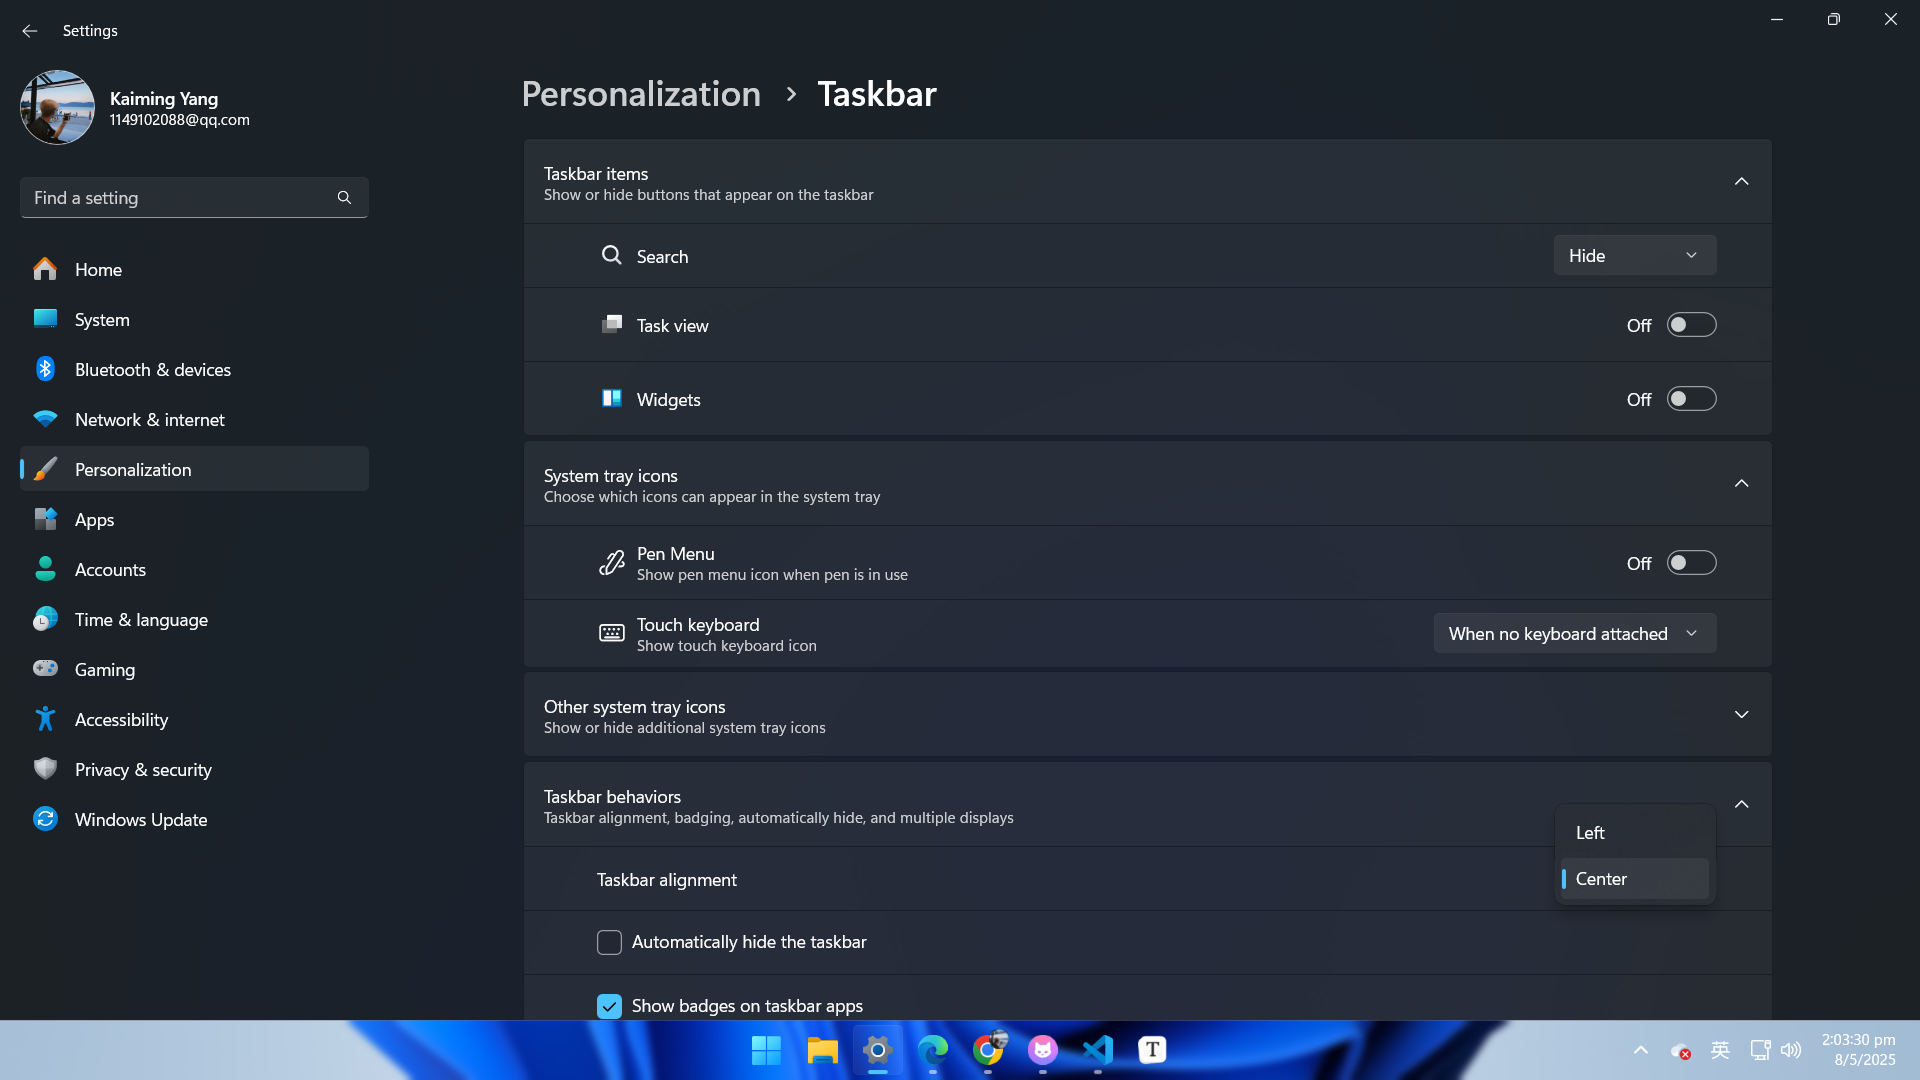 Settings
Kaiming Yang
1149102088@qq.com
Find a setting
Home
System
Bluetooth & devices
Network & internet
Personalization
Apps
Accounts
Time & language
Gaming
Accessibility
Privacy & security
Windows Update
Personalization > Taskbar
Taskbar items
Show or hide buttons that appear on the taskbar
Search
Hide
Task view
Off
Widgets
Off
System tray icons
Choose which icons can appear in the system tray
Pen Menu
Show pen menu icon when pen is in use
Off
Touch keyboard
Show touch keyboard icon
When no keyboard attached
Other system tray icons
Show or hide additional system tray icons
Taskbar behaviors
Taskbar alignment, badging, automatically hide, and multiple displays
Left
Taskbar alignment
Center
Automatically hide the taskbar
Show badges on taskbar apps
T
英
2:03:30 pm
8/5/2025